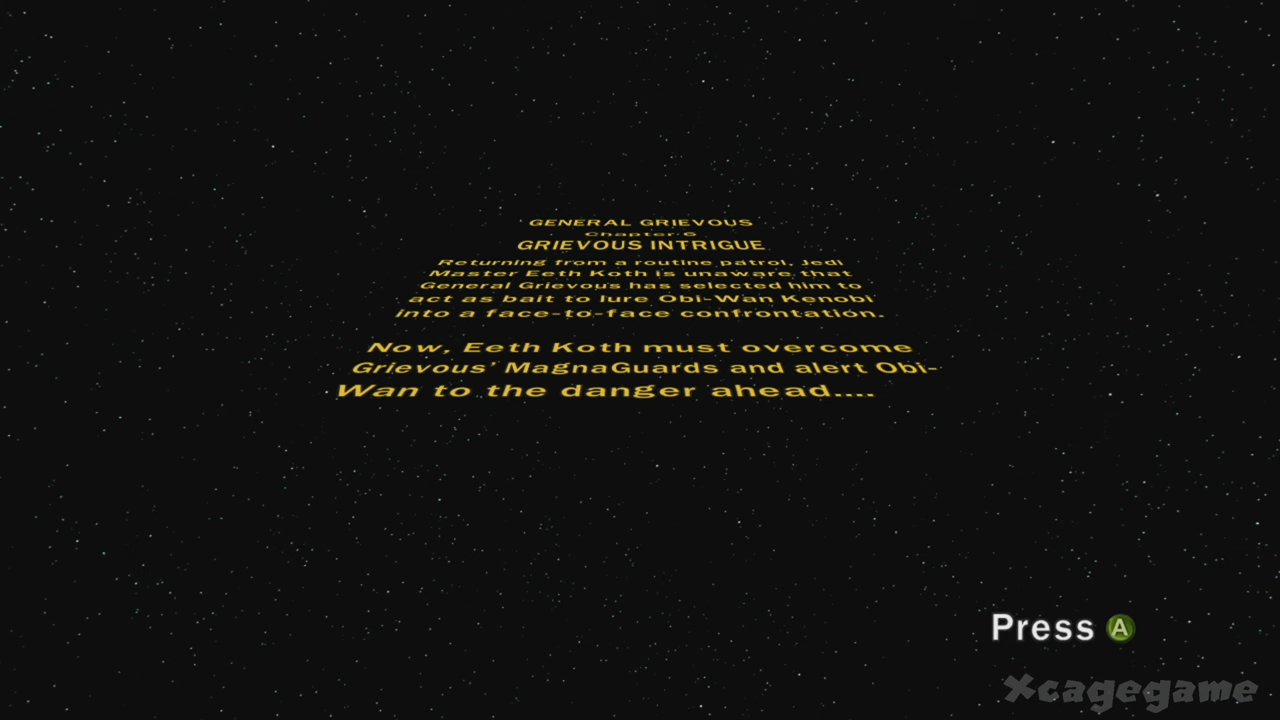 GENERAL GRIEVOUS
Chapter 6
GRIEVOUS INTRIGUE
Returning from a routine patrol, Jedi
Master Eeth Koth is unaware that
General Grievous has selected him to
act as bait to lure Obi-Wan Kenobi
into a face-to-face confrontation.
Now, Eeth Koth must overcome
Grievous' MagnaGuards and alert Obi-
Wan to the danger ahead....
Press A
Xcagegame